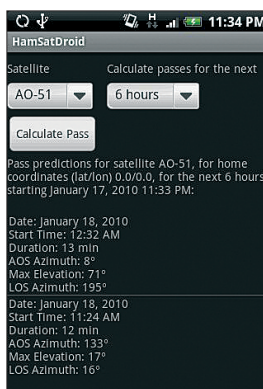 H 11:34 PM
HamSatDroid
Satellite Calculate passes for the next
AO-51 6 hours
Calculate Pass
Pass predictions for satellite AO-51, for home
coordinates (lat/lon) 0.0/0.0, for the next 6 hours
starting January 17, 2010 11:33 PM:
Date: January 18, 2010
Start Time: 12:32 AM
Duration: 13 min
AOS Azimuth: 8°
Max Elevation: 71°
LOS Azimuth: 195°
Date: January 18, 2010
Start Time: 11:24 AM
Duration: 12 min
AOS Azimuth: 133°
Max Elevation: 17°
LOS Azimuth: 16°